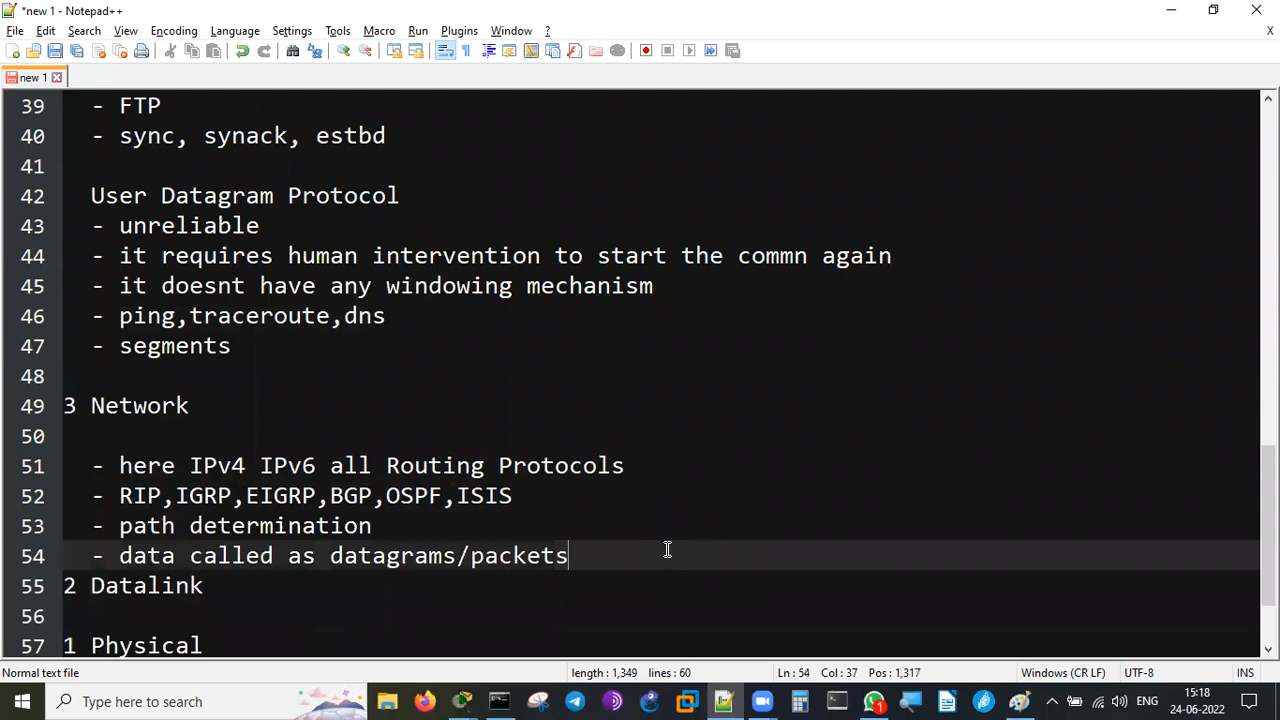 *new 1 - Notepad++
File Edit Search View Encoding Language Settings Tools Macro Run Plugins Window ? X
new 1
39 - FTP
40 - sync, synack, estbd
41
42 User Datagram Protocol
43 - unreliable
44 - it requires human intervention to start the commn again
45 - it doesnt have any windowing mechanism
46 - ping,traceroute,dns
47 - segments
48
49 3 Network
50
51 - here IPv4 IPv6 all Routing Protocols
52 - RIP,IGRP,EIGRP,BGP,OSPF,ISIS
53 - path determination
54 - data called as datagrams/packets
55 2 Datalink
56
57 1 Physical
Normal text file length : 1,349 lines : 60 Ln : 54 Col : 37 Pos : 1,317 Windows (CR LF) UTF-8 INS
Type here to search ENG 15:13
24-06-2022